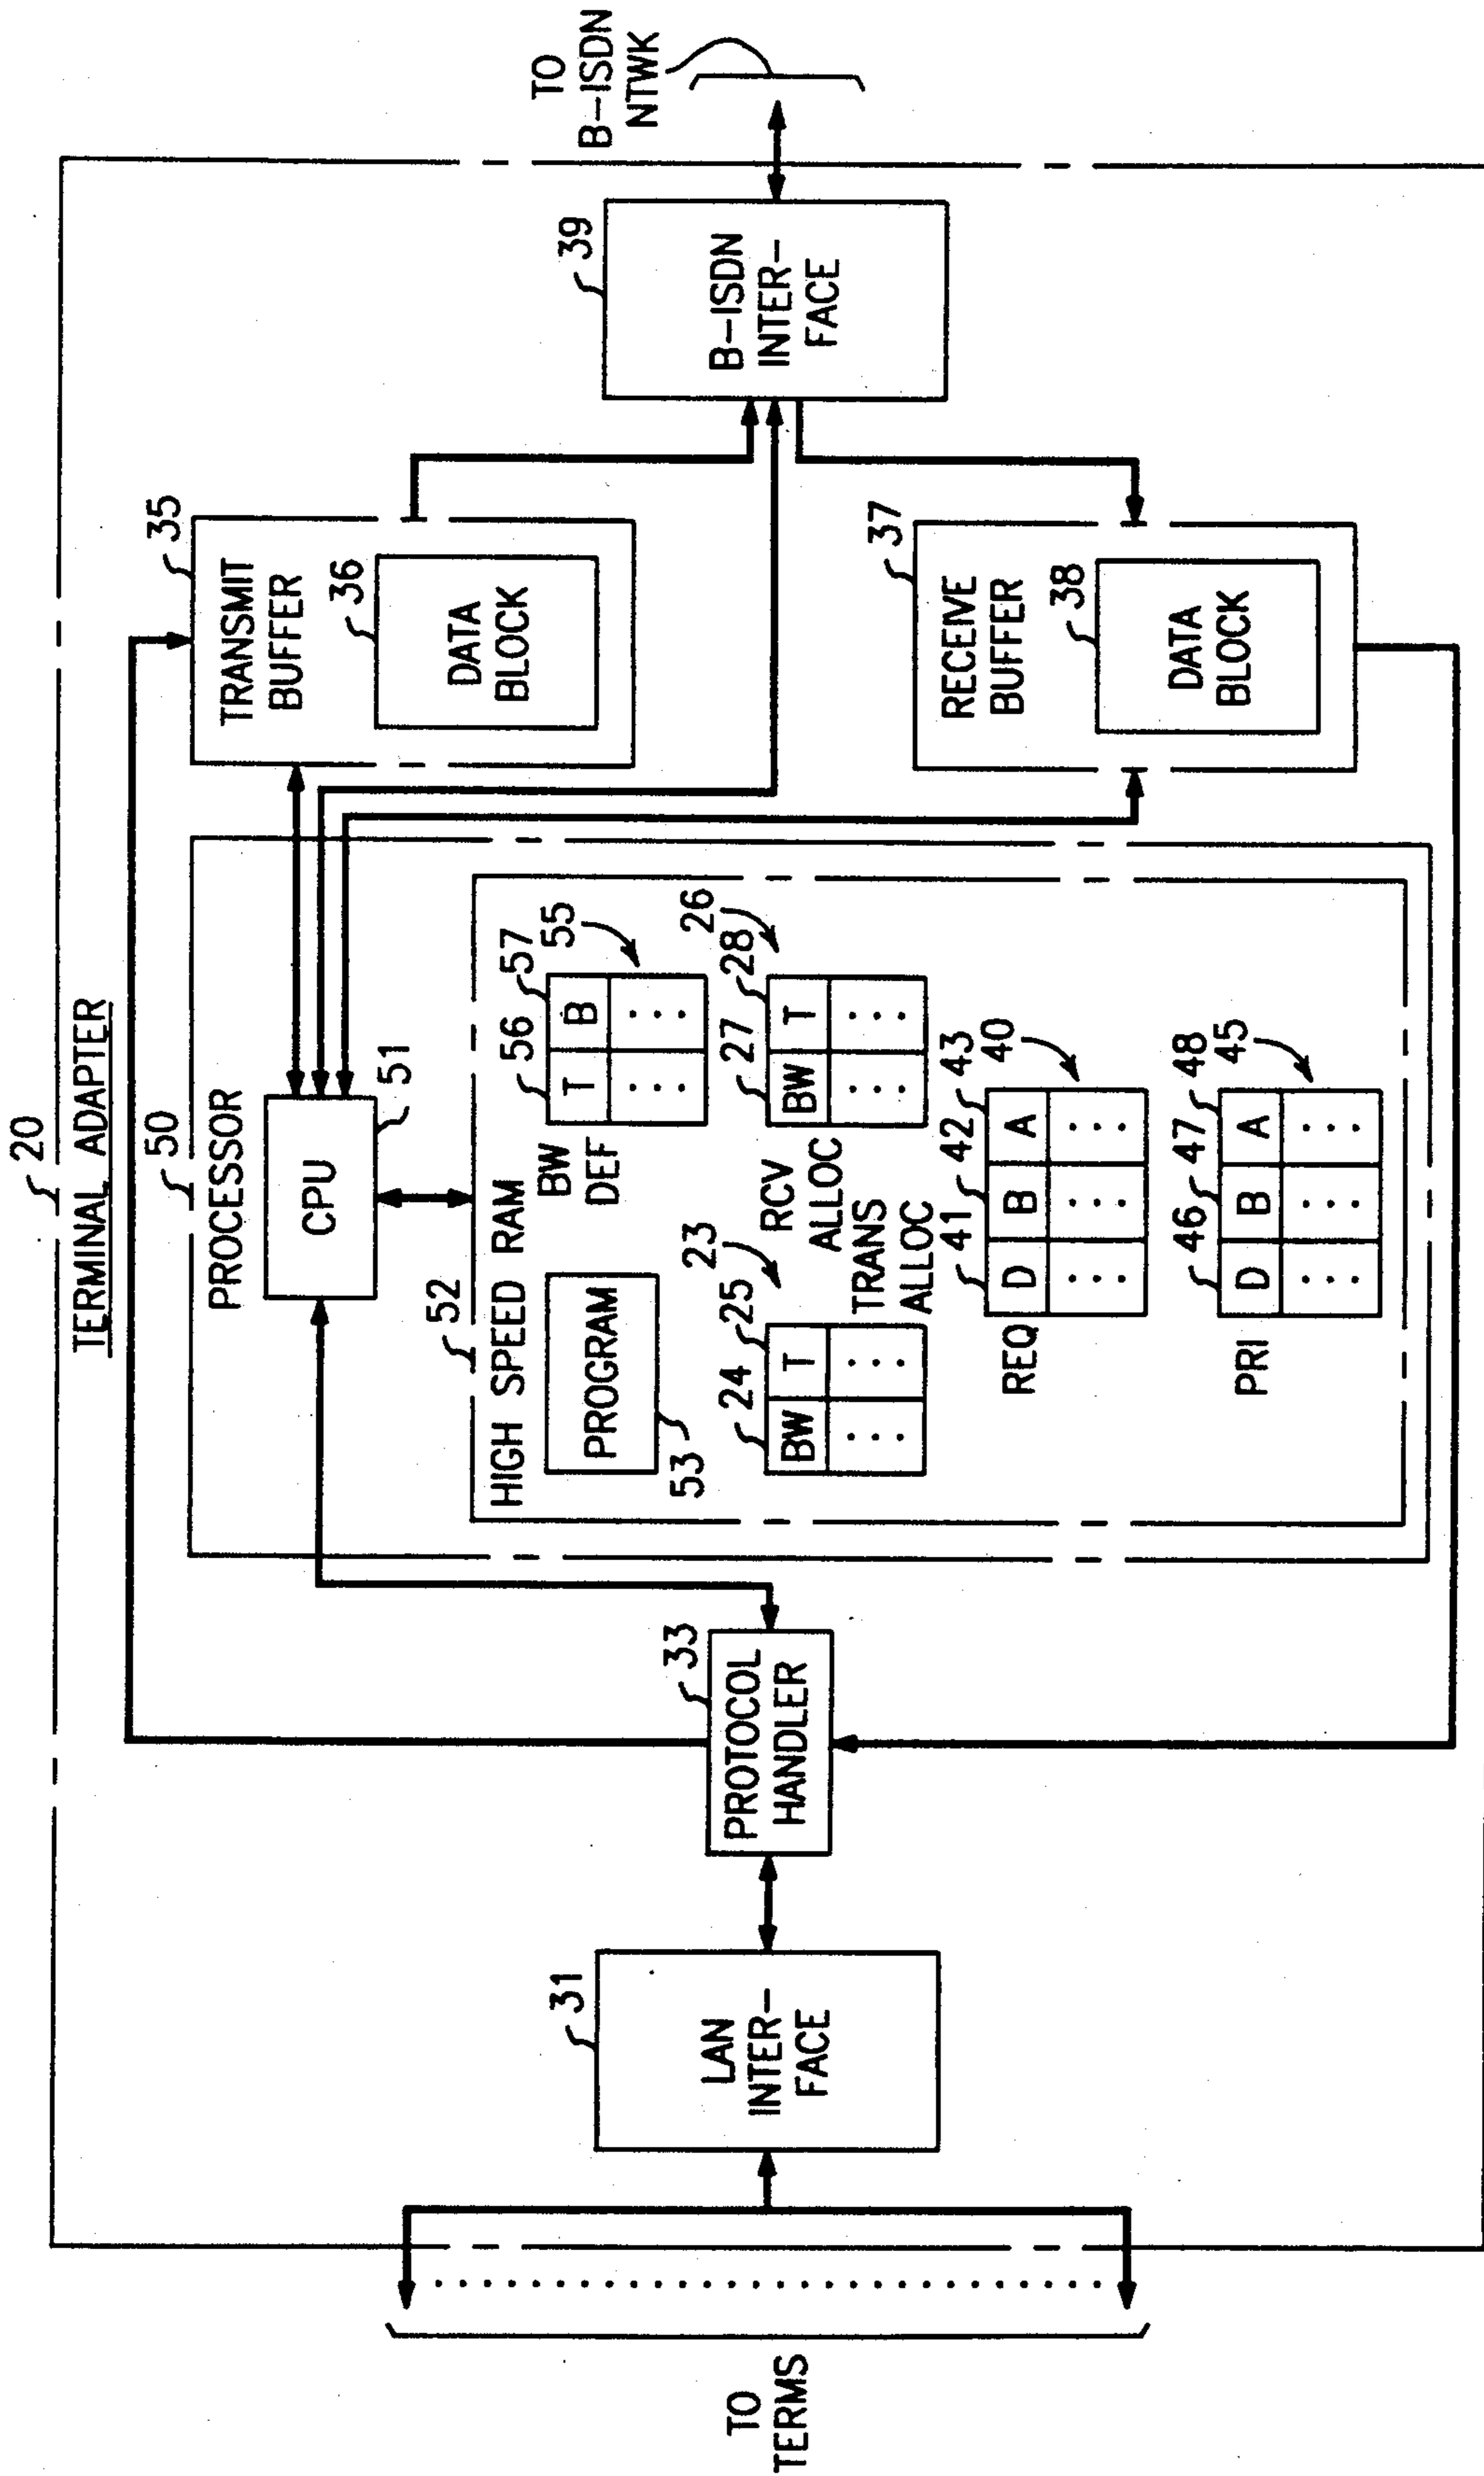 20
TERMINAL ADAPTER
TO
TERMS
31
LAN
INTER-
FACE
33
PROTOCOL
HANDLER
50
PROCESSOR
CPU
51
52
HIGH SPEED RAM
PROGRAM
53
BW
DEF
56
57
55
T
B
...
...
24
25
23
BW
T
...
...
TRANS
ALLOC
RCV
ALLOC
27
28
26
BW
T
...
...
REQ
41
42
43
40
D
B
A
...
...
...
PRI
46
47
48
45
D
B
A
...
...
...
35
TRANSMIT
BUFFER
36
DATA
BLOCK
37
RECEIVE
BUFFER
38
DATA
BLOCK
39
B-ISDN
INTER-
FACE
TO
B-ISDN
NTWK